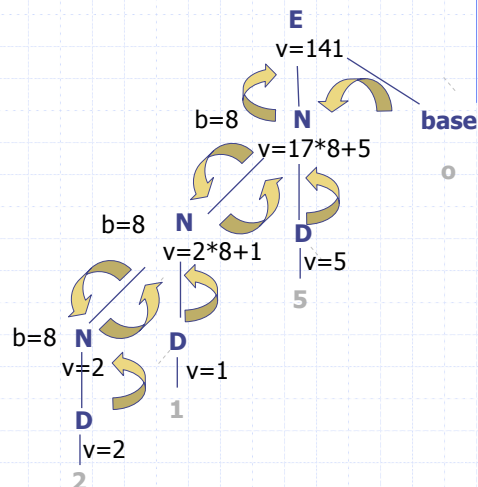 E
v=141
b=8
N
base
v=17*8+5
o
b=8
N
D
v=2*8+1
v=5
5
b=8
N
D
v=2
v=1
1
D
v=2
2